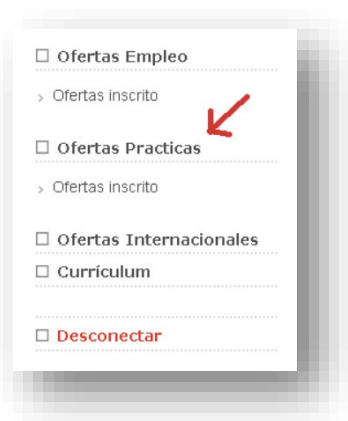 Ofertas Empleo
Ofertas inscrito
Ofertas Practicas
Ofertas inscrito
Ofertas Internacionales
Currículum
Desconectar